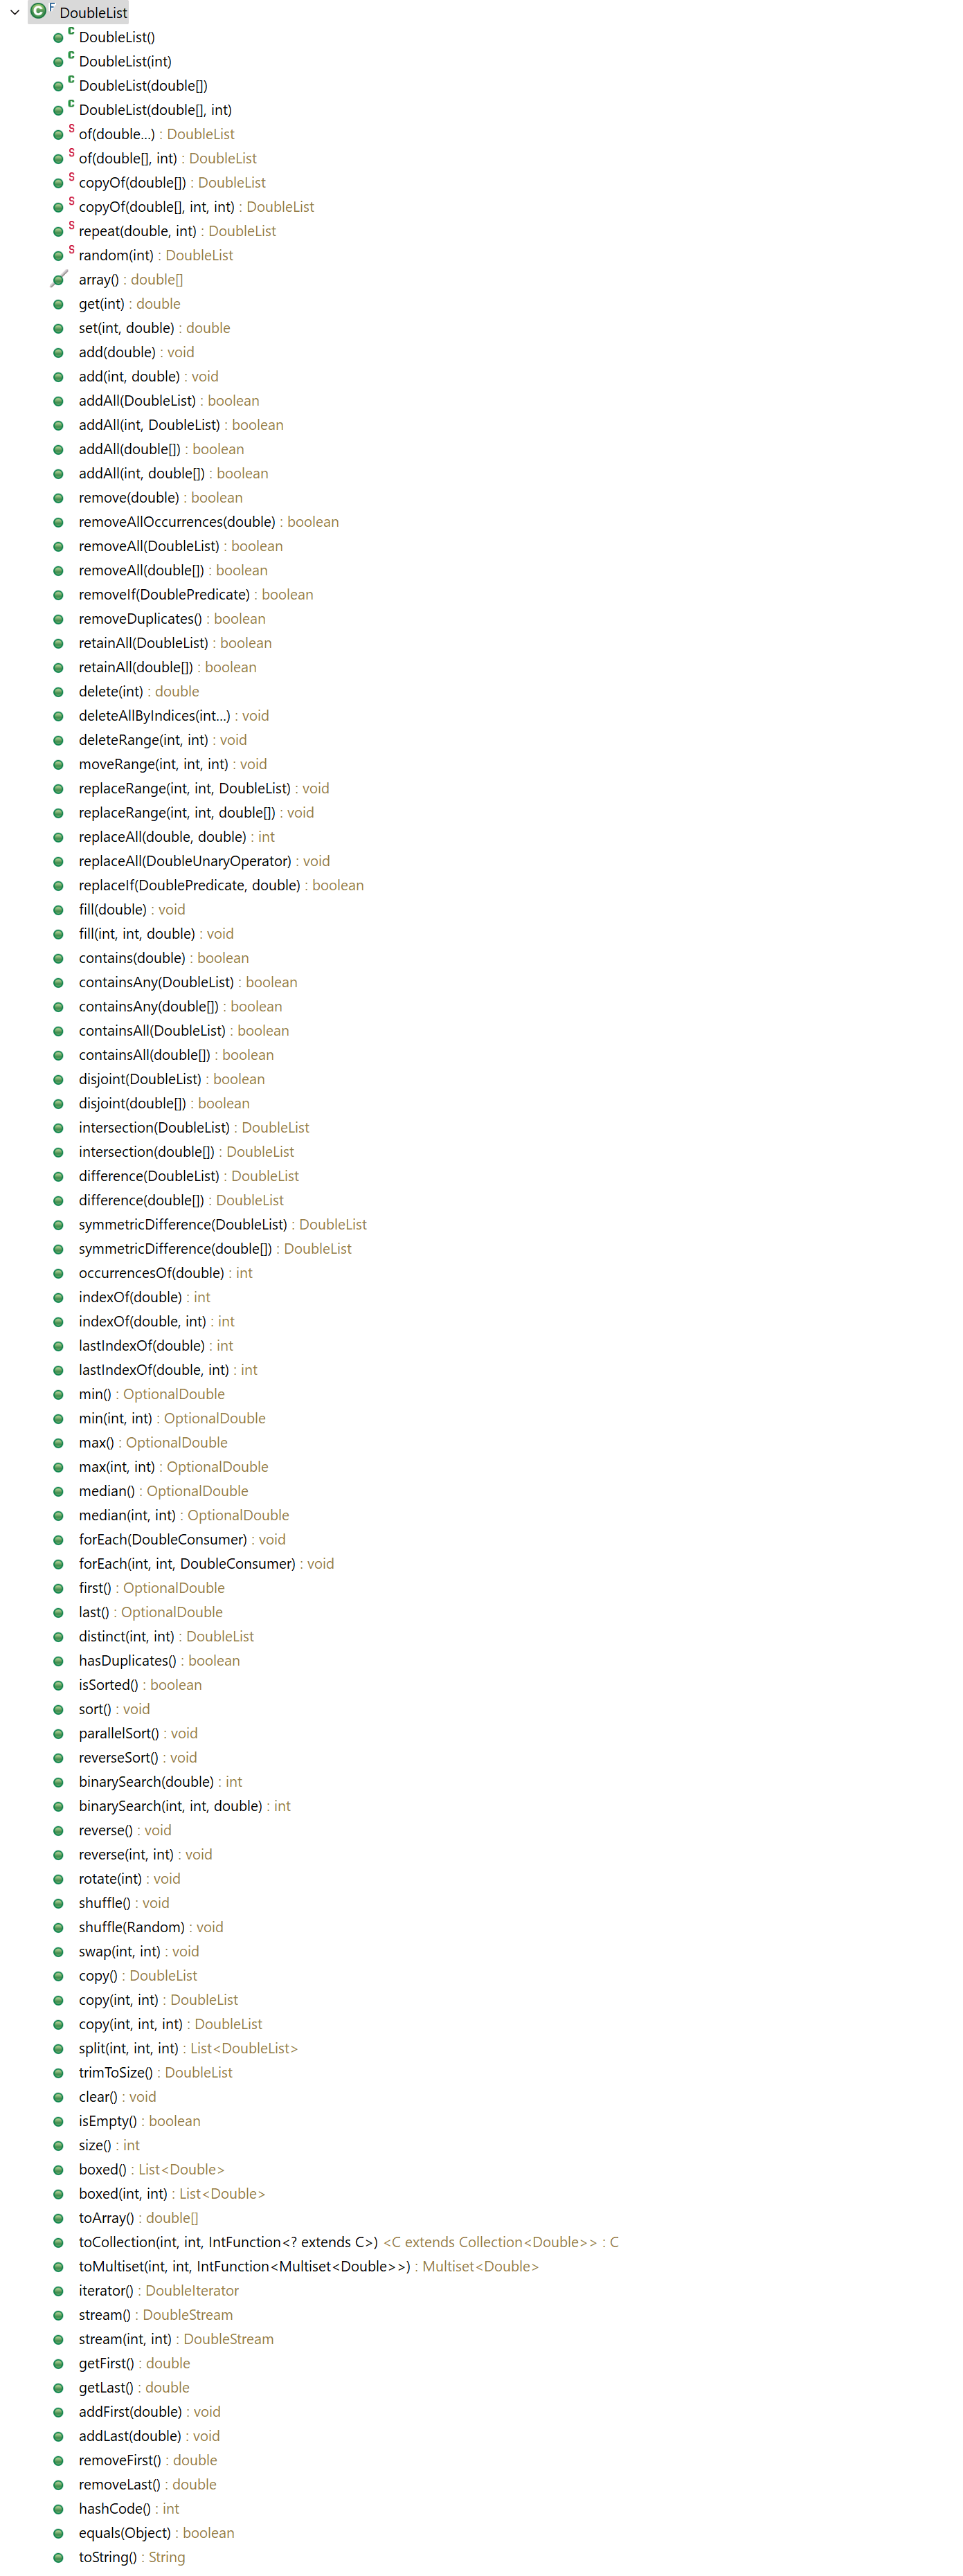 DoubleList
DoubleList()
DoubleList(int)
DoubleList(double[])
DoubleList(double[], int)
of(double...) : DoubleList
of(double[], int) : DoubleList
copyOf(double[]) : DoubleList
copyOf(double[], int, int) : DoubleList
repeat(double, int) : DoubleList
random(int) : DoubleList
array() : double[]
get(int) : double
set(int, double) : double
add(double) : void
add(int, double) : void
addAll(DoubleList) : boolean
addAll(int, DoubleList) : boolean
addAll(double[]) : boolean
addAll(int, double[]) : boolean
remove(double) : boolean
removeAllOccurrences(double) : boolean
removeAll(DoubleList) : boolean
removeAll(double[]) : boolean
removeIf(DoublePredicate) : boolean
removeDuplicates() : boolean
retainAll(DoubleList) : boolean
retainAll(double[]) : boolean
delete(int) : double
deleteAllByIndices(int...) : void
deleteRange(int, int) : void
moveRange(int, int, int) : void
replaceRange(int, int, DoubleList) : void
replaceRange(int, int, double[]) : void
replaceAll(double, double) : int
replaceAll(DoubleUnaryOperator) : void
replaceIf(DoublePredicate, double) : boolean
fill(double) : void
fill(int, int, double) : void
contains(double) : boolean
containsAny(DoubleList) : boolean
containsAny(double[]) : boolean
containsAll(DoubleList) : boolean
containsAll(double[]) : boolean
disjoint(DoubleList) : boolean
disjoint(double[]) : boolean
intersection(DoubleList) : DoubleList
intersection(double[]) : DoubleList
difference(DoubleList) : DoubleList
difference(double[]) : DoubleList
symmetricDifference(DoubleList) : DoubleList
symmetricDifference(double[]) : DoubleList
occurrencesOf(double) : int
indexOf(double) : int
indexOf(double, int) : int
lastIndexOf(double) : int
lastIndexOf(double, int) : int
min() : OptionalDouble
min(int, int) : OptionalDouble
max() : OptionalDouble
max(int, int) : OptionalDouble
median() : OptionalDouble
median(int, int) : OptionalDouble
forEach(DoubleConsumer) : void
forEach(int, int, DoubleConsumer) : void
first() : OptionalDouble
last() : OptionalDouble
distinct(int, int) : DoubleList
hasDuplicates() : boolean
isSorted() : boolean
sort() : void
parallelSort() : void
reverseSort() : void
binarySearch(double) : int
binarySearch(int, int, double) : int
reverse() : void
reverse(int, int) : void
rotate(int) : void
shuffle() : void
shuffle(Random) : void
swap(int, int) : void
copy() : DoubleList
copy(int, int) : DoubleList
copy(int, int, int) : DoubleList
split(int, int, int) : List<DoubleList>
trimToSize() : DoubleList
clear() : void
isEmpty() : boolean
size() : int
boxed() : List<Double>
boxed(int, int) : List<Double>
toArray() : double[]
toCollection(int, int, IntFunction<? extends C>) <C extends Collection<Double>> : C
toMultiset(int, int, IntFunction<Multiset<Double>>) : Multiset<Double>
iterator() : DoubleIterator
stream() : DoubleStream
stream(int, int) : DoubleStream
getFirst() : double
getLast() : double
addFirst(double) : void
addLast(double) : void
removeFirst() : double
removeLast() : double
hashCode() : int
equals(Object) : boolean
toString() : String